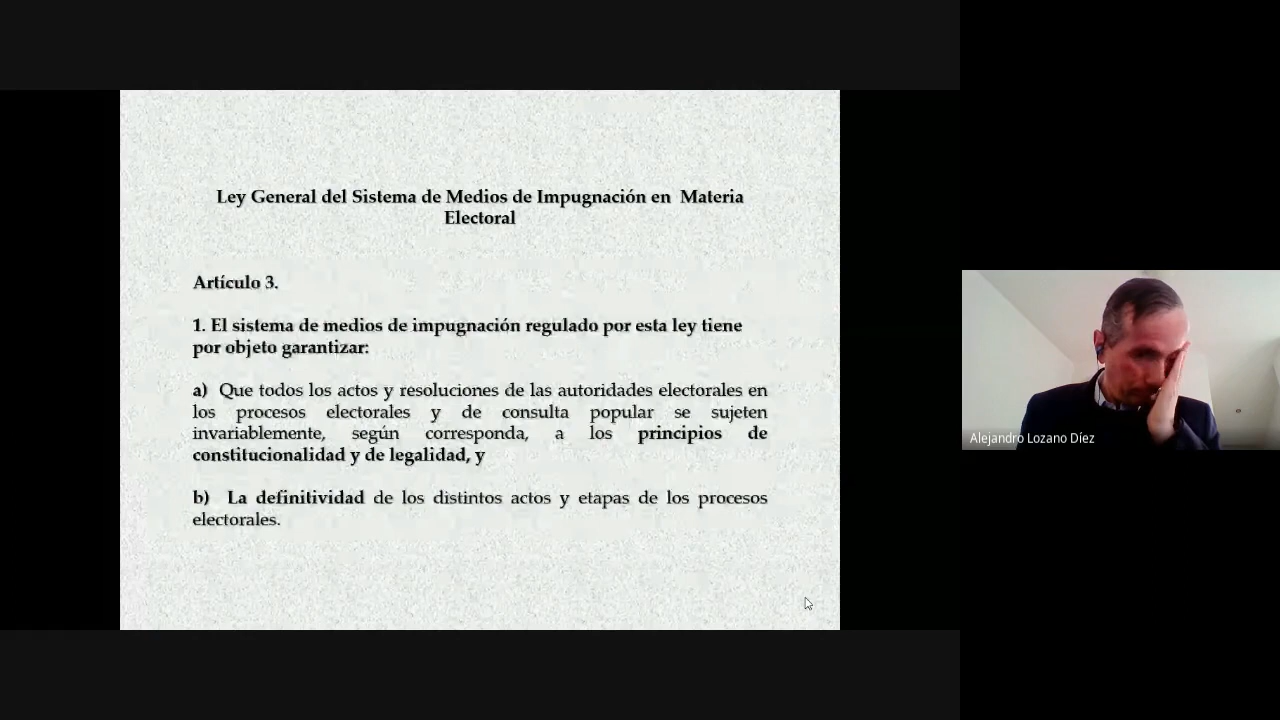 Ley General del Sistema de Medios de Impugnación en Materia
Electoral
Artículo 3.
1. El sistema de medios de impugnación regulado por esta ley tiene
por objeto garantizar:
a) Que todos los actos y resoluciones de las autoridades electorales en
los procesos electorales y de consulta popular se sujeten
invariablemente, según corresponda, a los principios de
constitucionalidad y de legalidad, y
b) La definitividad de los distintos actos y etapas de los procesos
electorales.
Alejandro Lozano Díez